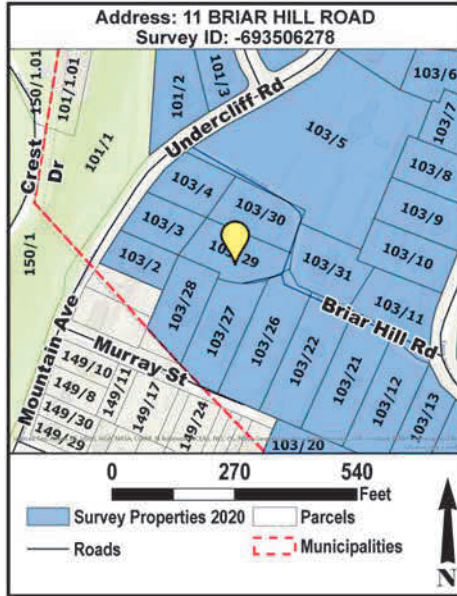 Address: 11 BRIAR HILL ROAD
Survey ID: -693506278
150/1.01
101/1.01
101/2
101/3
103/6
103/7
Undercliff Rd
103/5
101/1
Crest Dr
103/8
103/4
103/30
103/9
150/1
103/3
103/29
103/10
103/2
103/31
103/28
103/11
Briar Hill Rd
103/27
103/26
103/22
Mountain Ave
Murray St
103/21
149/10
149/11
103/12
149/8
149/17
103/13
149/30
149/24
149/29
103/20
0 270 540
Feet
Survey Properties 2020
Parcels
Roads
Municipalities
N